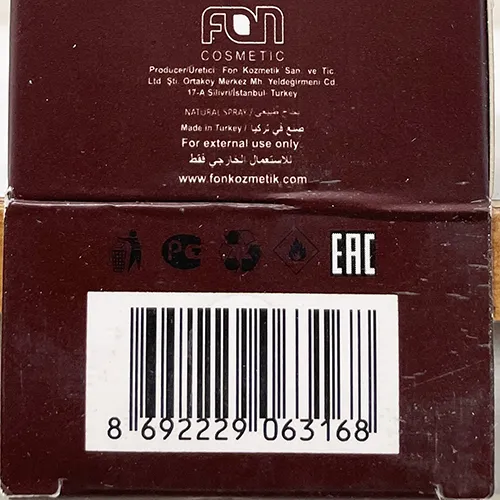 FON
COSMETIC
Producer/Üretici: Fon Kozmetik San. ve Tic.
Ltd. Şti. Ortaköy Merkez Mh. Yeldeğirmeni Cd.
17-A Silivri/İstanbul- Turkey
NATURAL SPRAY / بخاخ طبيعي
Made in Turkey / صنع في تركيا
For external use only
للاستعمال الخارجي فقط
www.fonkozmetik.com
PG EAC
8 692229 063168